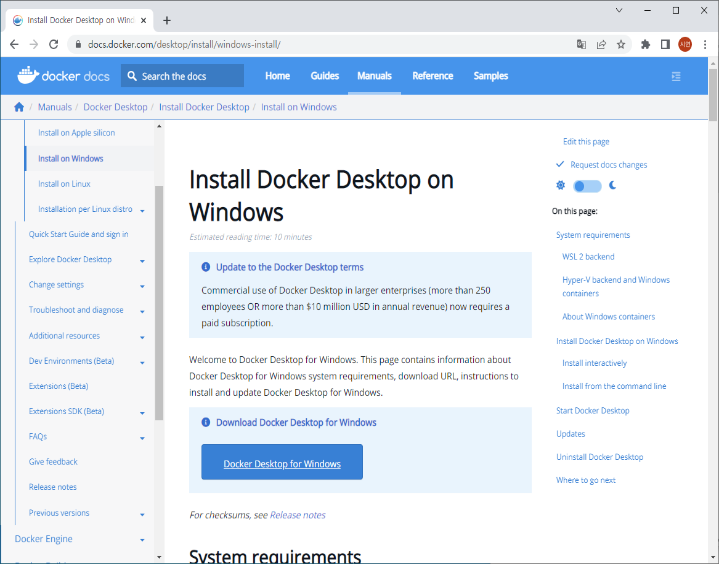 Install Docker Desktop on Windo
docs.docker.com/desktop/install/windows-install/
시현
docker docs
Search the docs
Home
Guides
Manuals
Reference
Samples
/ Manuals / Docker Desktop / Install Docker Desktop / Install on Windows
Install on Apple silicon
Install on Windows
Install on Linux
Installation per Linux distro
Quick Start Guide and sign in
Explore Docker Desktop
Change settings
Troubleshoot and diagnose
Additional resources
Dev Environments (Beta)
Extensions (Beta)
Extensions SDK (Beta)
FAQs
Give feedback
Release notes
Previous versions
Docker Engine
Install Docker Desktop on
Windows
Estimated reading time: 10 minutes
Update to the Docker Desktop terms
Commercial use of Docker Desktop in larger enterprises (more than 250
employees OR more than $10 million USD in annual revenue) now requires a
paid subscription.
Welcome to Docker Desktop for Windows. This page contains information about
Docker Desktop for Windows system requirements, download URL, instructions to
install and update Docker Desktop for Windows.
Download Docker Desktop for Windows
Docker Desktop for Windows
For checksums, see Release notes
System requirements
Edit this page
Request docs changes
On this page:
System requirements
WSL 2 backend
Hyper-V backend and Windows
containers
About Windows containers
Install Docker Desktop on Windows
Install interactively
Install from the command line
Start Docker Desktop
Updates
Uninstall Docker Desktop
Where to go next